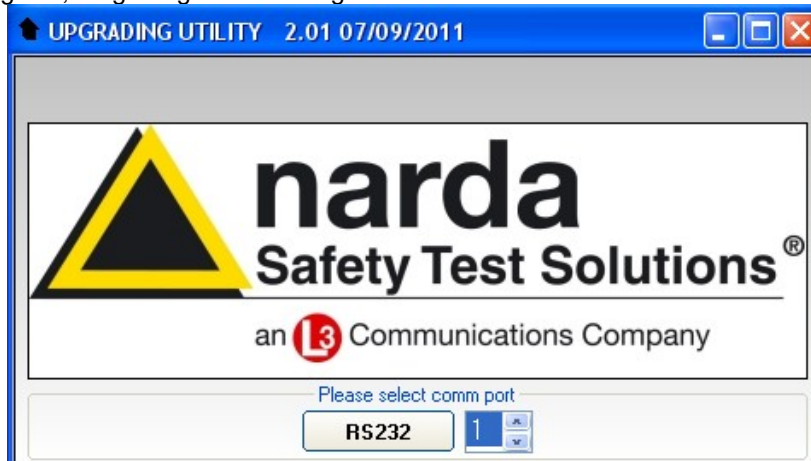 UPGRADING UTILITY 2.01 07/09/2011
narda
Safety Test Solutions®
an L3 Communications Company
Please select comm port
RS232 1